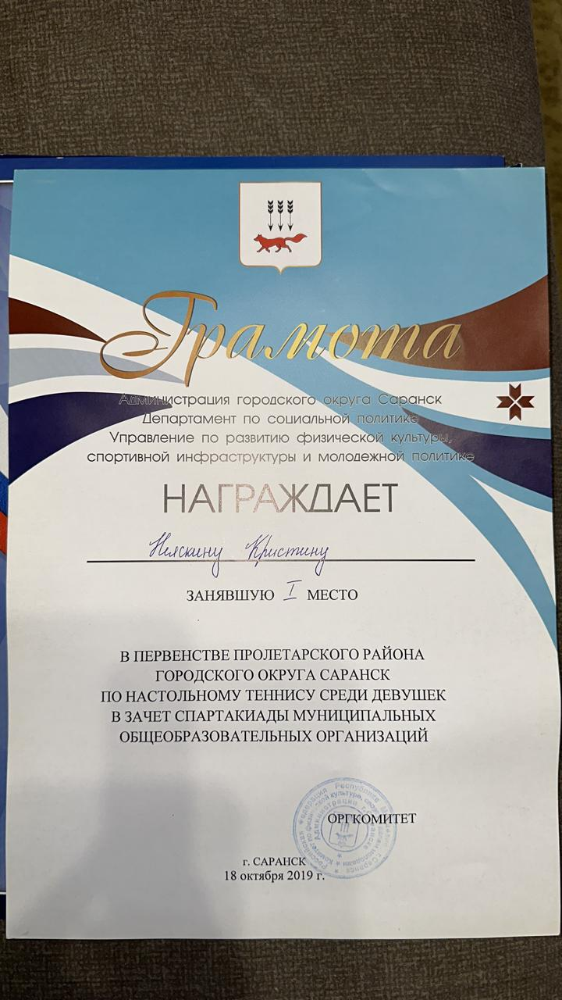 Грамота
Администрация городского округа Саранск
Департамент по социальной политике
Управление по развитию физической культуры,
спортивной инфраструктуры и молодежной политике
НАГРАЖДАЕТ
Няскину Кристину
ЗАНЯВШУЮ I МЕСТО
В ПЕРВЕНСТВЕ ПРОЛЕТАРСКОГО РАЙОНА
ГОРОДСКОГО ОКРУГА САРАНСК
ПО НАСТОЛЬНОМУ ТЕННИСУ СРЕДИ ДЕВУШЕК
В ЗАЧЕТ СПАРТАКИАДЫ МУНИЦИПАЛЬНЫХ
ОБЩЕОБРАЗОВАТЕЛЬНЫХ ОРГАНИЗАЦИЙ
ОРГКОМИТЕТ
г. САРАНСК
18 октября 2019 г.